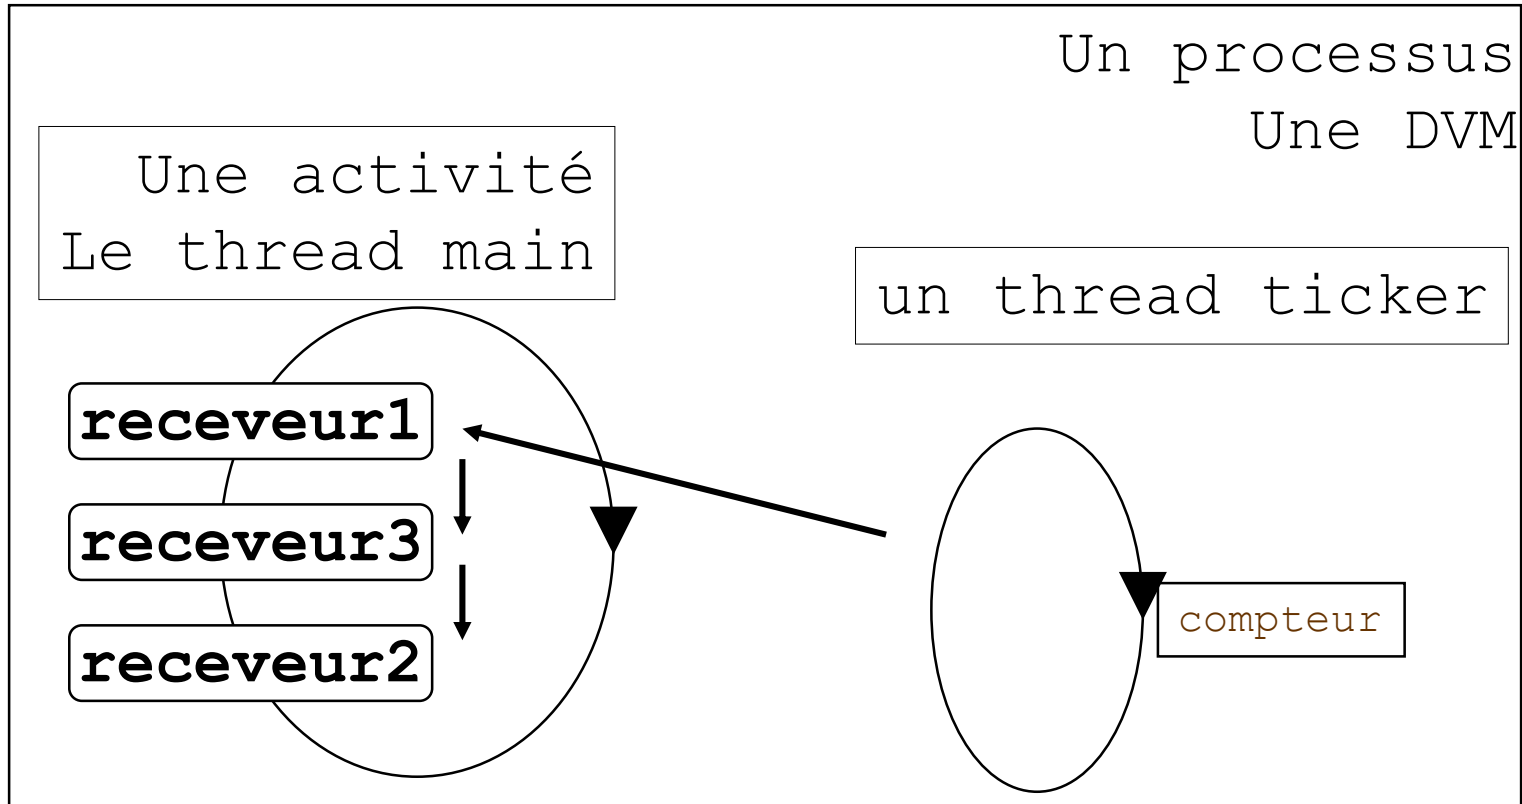 Un processus
Une DVM
Une activité
Le thread main
un thread ticker
receveur1
receveur3
receveur2
compteur